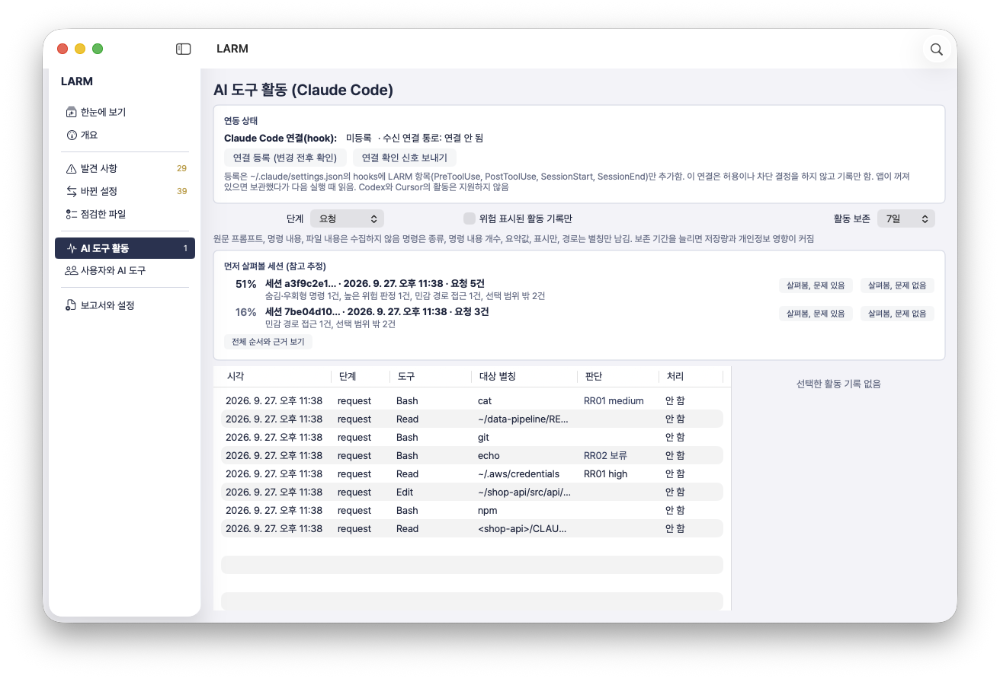 LARM
LARM
한눈에 보기
개요
발견 사항 29
바뀐 설정 39
점검한 파일
AI 도구 활동 1
사용자와 AI 도구
보고서와 설정
AI 도구 활동 (Claude Code)
연동 상태
Claude Code 연결(hook): 미등록 · 수신 연결 통로: 연결 안 됨
연결 등록 (변경 전후 확인) 연결 확인 신호 보내기
등록은 ~/.claude/settings.json의 hooks에 LARM 항목(PreToolUse, PostToolUse, SessionStart, SessionEnd)만 추가함. 이 연결은 허용이나 차단 결정을 하지 않고 기록만 함. 앱이 꺼져
있으면 보관했다가 다음 실행 때 읽음. Codex와 Cursor의 활동은 지원하지 않음
단계 요청 위험 표시된 활동 기록만 활동 보존 7일
원문 프롬프트, 명령 내용, 파일 내용은 수집하지 않음 명령은 종류, 명령 내용 개수, 요약값, 표시만, 경로는 별칭만 남김. 보존 기간을 늘리면 저장량과 개인정보 영향이 커짐
먼저 살펴볼 세션 (참고 추정)
51% 세션 a3f9c2e1... · 2026. 9. 27. 오후 11:38 · 요청 5건 살펴봄, 문제 있음 살펴봄, 문제 없음
숨김·우회형 명령 1건, 높은 위험 판정 1건, 민감 경로 접근 1건, 선택 범위 밖 2건
16% 세션 7be04d10... · 2026. 9. 27. 오후 11:38 · 요청 3건 살펴봄, 문제 있음 살펴봄, 문제 없음
민감 경로 접근 1건, 선택 범위 밖 2건
전체 순서와 근거 보기
시각 단계 도구 대상 별칭 판단 처리
2026. 9. 27. 오후 11:38 request Bash cat RR01 medium 안 함
2026. 9. 27. 오후 11:38 request Read ~/data-pipeline/RE... 안 함
2026. 9. 27. 오후 11:38 request Bash git 안 함
2026. 9. 27. 오후 11:38 request Bash echo RR02 보류 안 함
2026. 9. 27. 오후 11:38 request Read ~/.aws/credentials RR01 high 안 함
2026. 9. 27. 오후 11:38 request Edit ~/shop-api/src/api/... 안 함
2026. 9. 27. 오후 11:38 request Bash npm 안 함
2026. 9. 27. 오후 11:38 request Read <shop-api>/CLAU... 안 함
선택한 활동 기록 없음